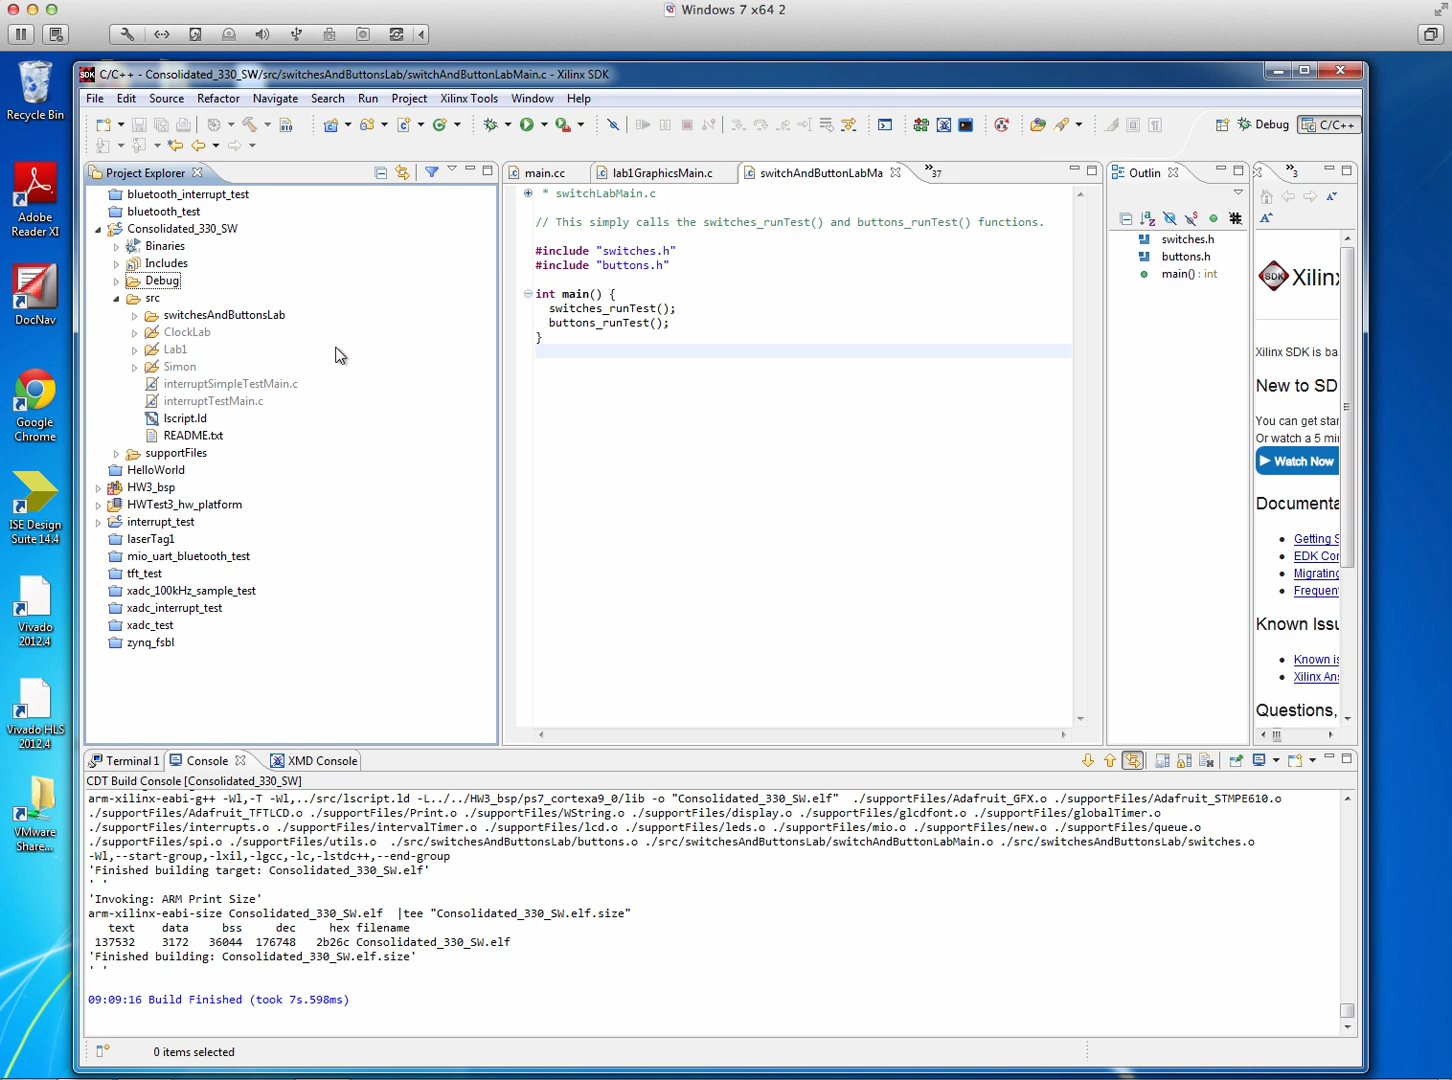 Windows 7 x64 2
C/C++ - Consolidated_330_SW/src/switchesAndButtonsLab/switchAndButtonLabMain.c - Xilinx SDK
File Edit Source Refactor Navigate Search Run Project Xilinx Tools Window Help
Debug C/C++
Recycle Bin
Adobe
Reader XI
DocNav
Google
Chrome
ISE Design
Suite 14.4
Vivado
2012.4
Vivado HLS
2012.4
VMware
Share...
Project Explorer
bluetooth_interrupt_test
bluetooth_test
Consolidated_330_SW
Binaries
Includes
Debug
src
switchesAndButtonsLab
ClockLab
Lab1
Simon
interruptSimpleTestMain.c
interruptTestMain.c
lscript.ld
README.txt
supportFiles
HelloWorld
HW3_bsp
HWTest3_hw_platform
interrupt_test
laserTag1
mio_uart_bluetooth_test
tft_test
xadc_100kHz_sample_test
xadc_interrupt_test
xadc_test
zynq_fsbl
main.cc lab1GraphicsMain.c switchAndButtonLabMa »37
* switchLabMain.c
// This simply calls the switches_runTest() and buttons_runTest() functions.
#include "switches.h"
#include "buttons.h"
int main() {
switches_runTest();
buttons_runTest();
}
Outlin
switches.h
buttons.h
main() : int
»3
SDK Xilin
Xilinx SDK is ba
New to SD
You can get star
Or watch a 5 mi
Watch Now
Documenta
Getting S
EDK Cor
Migrating
Frequen
Known Issu
Known is
Xilinx Ans
Questions,
Terminal 1 Console XMD Console
CDT Build Console [Consolidated_330_SW]
arm-xilinx-eabi-g++ -Wl,-T -Wl,../src/lscript.ld -L../../HW3_bsp/ps7_cortexa9_0/lib -o "Consolidated_330_SW.elf" ./supportFiles/Adafruit_GFX.o ./supportFiles/Adafruit_STMPE610.o
./supportFiles/Adafruit_TFTLCD.o ./supportFiles/Print.o ./supportFiles/WString.o ./supportFiles/display.o ./supportFiles/glcdfont.o ./supportFiles/globalTimer.o
./supportFiles/interrupts.o ./supportFiles/intervalTimer.o ./supportFiles/lcd.o ./supportFiles/leds.o ./supportFiles/mio.o ./supportFiles/new.o ./supportFiles/queue.o
./supportFiles/spi.o ./supportFiles/utils.o ./src/switchesAndButtonsLab/buttons.o ./src/switchesAndButtonsLab/switchAndButtonLabMain.o ./src/switchesAndButtonsLab/switches.o
-Wl,--start-group,-lxil,-lgcc,-lc,-lstdc++,--end-group
'Finished building target: Consolidated_330_SW.elf'
' '
'Invoking: ARM Print Size'
arm-xilinx-eabi-size Consolidated_330_SW.elf |tee "Consolidated_330_SW.elf.size"
text data bss dec hex filename
137532 3172 36044 176748 2b26c Consolidated_330_SW.elf
'Finished building: Consolidated_330_SW.elf.size'
' '
09:09:16 Build Finished (took 7s.598ms)
0 items selected